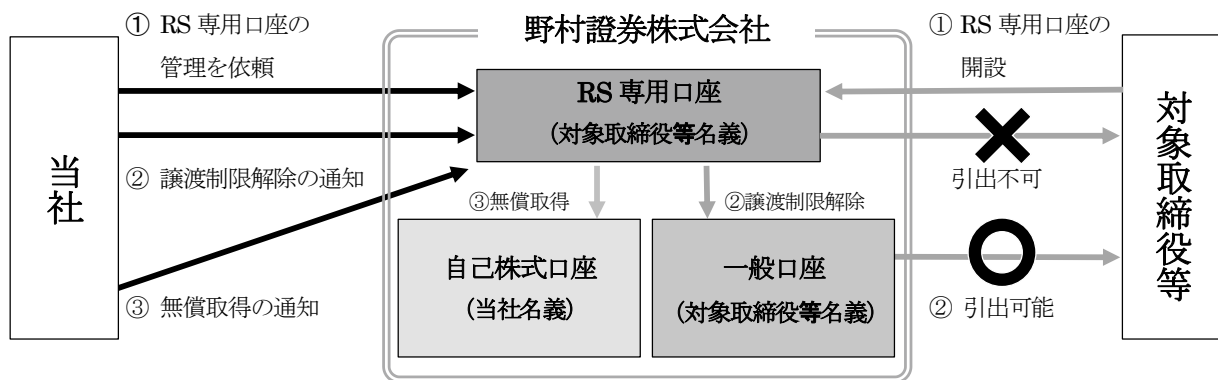 当社
① RS 専用口座の
管理を依頼
② 譲渡制限解除の通知
③ 無償取得の通知
野村證券株式会社
RS 専用口座
(対象取締役等名義)
③無償取得
②譲渡制限解除
自己株式口座
(当社名義)
一般口座
(対象取締役等名義)
① RS 専用口座の
開設
引出不可
② 引出可能
対象取締役等